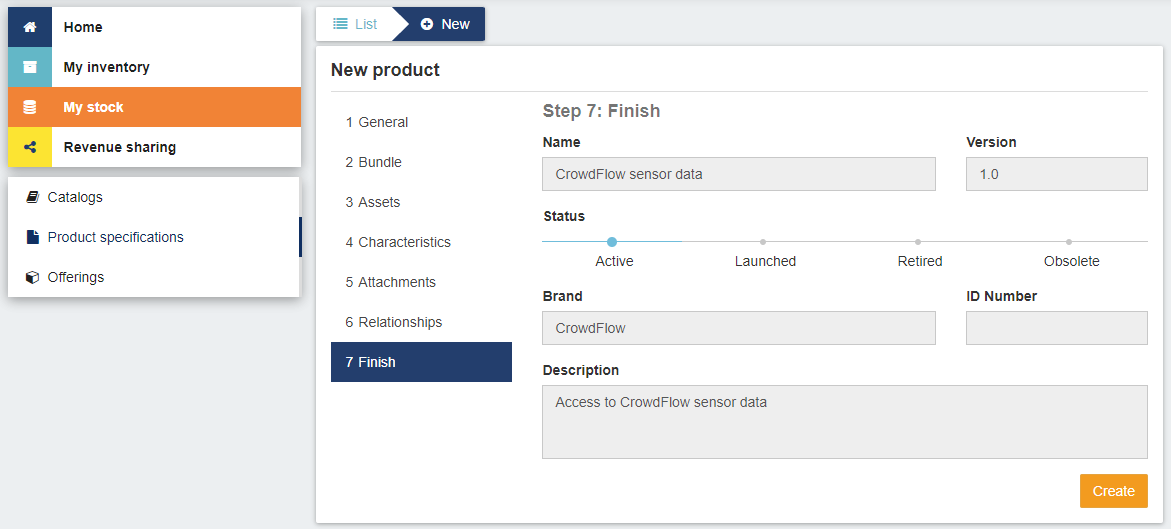 Home
My inventory
My stock
Revenue sharing
Catalogs
Product specifications
Offerings
List
New
New product
1 General
2 Bundle
3 Assets
4 Characteristics
5 Attachments
6 Relationships
7 Finish
Step 7: Finish
Name
Version
CrowdFlow sensor data
1.0
Status
Active
Launched
Retired
Obsolete
Brand
ID Number
CrowdFlow
Description
Access to CrowdFlow sensor data
Create